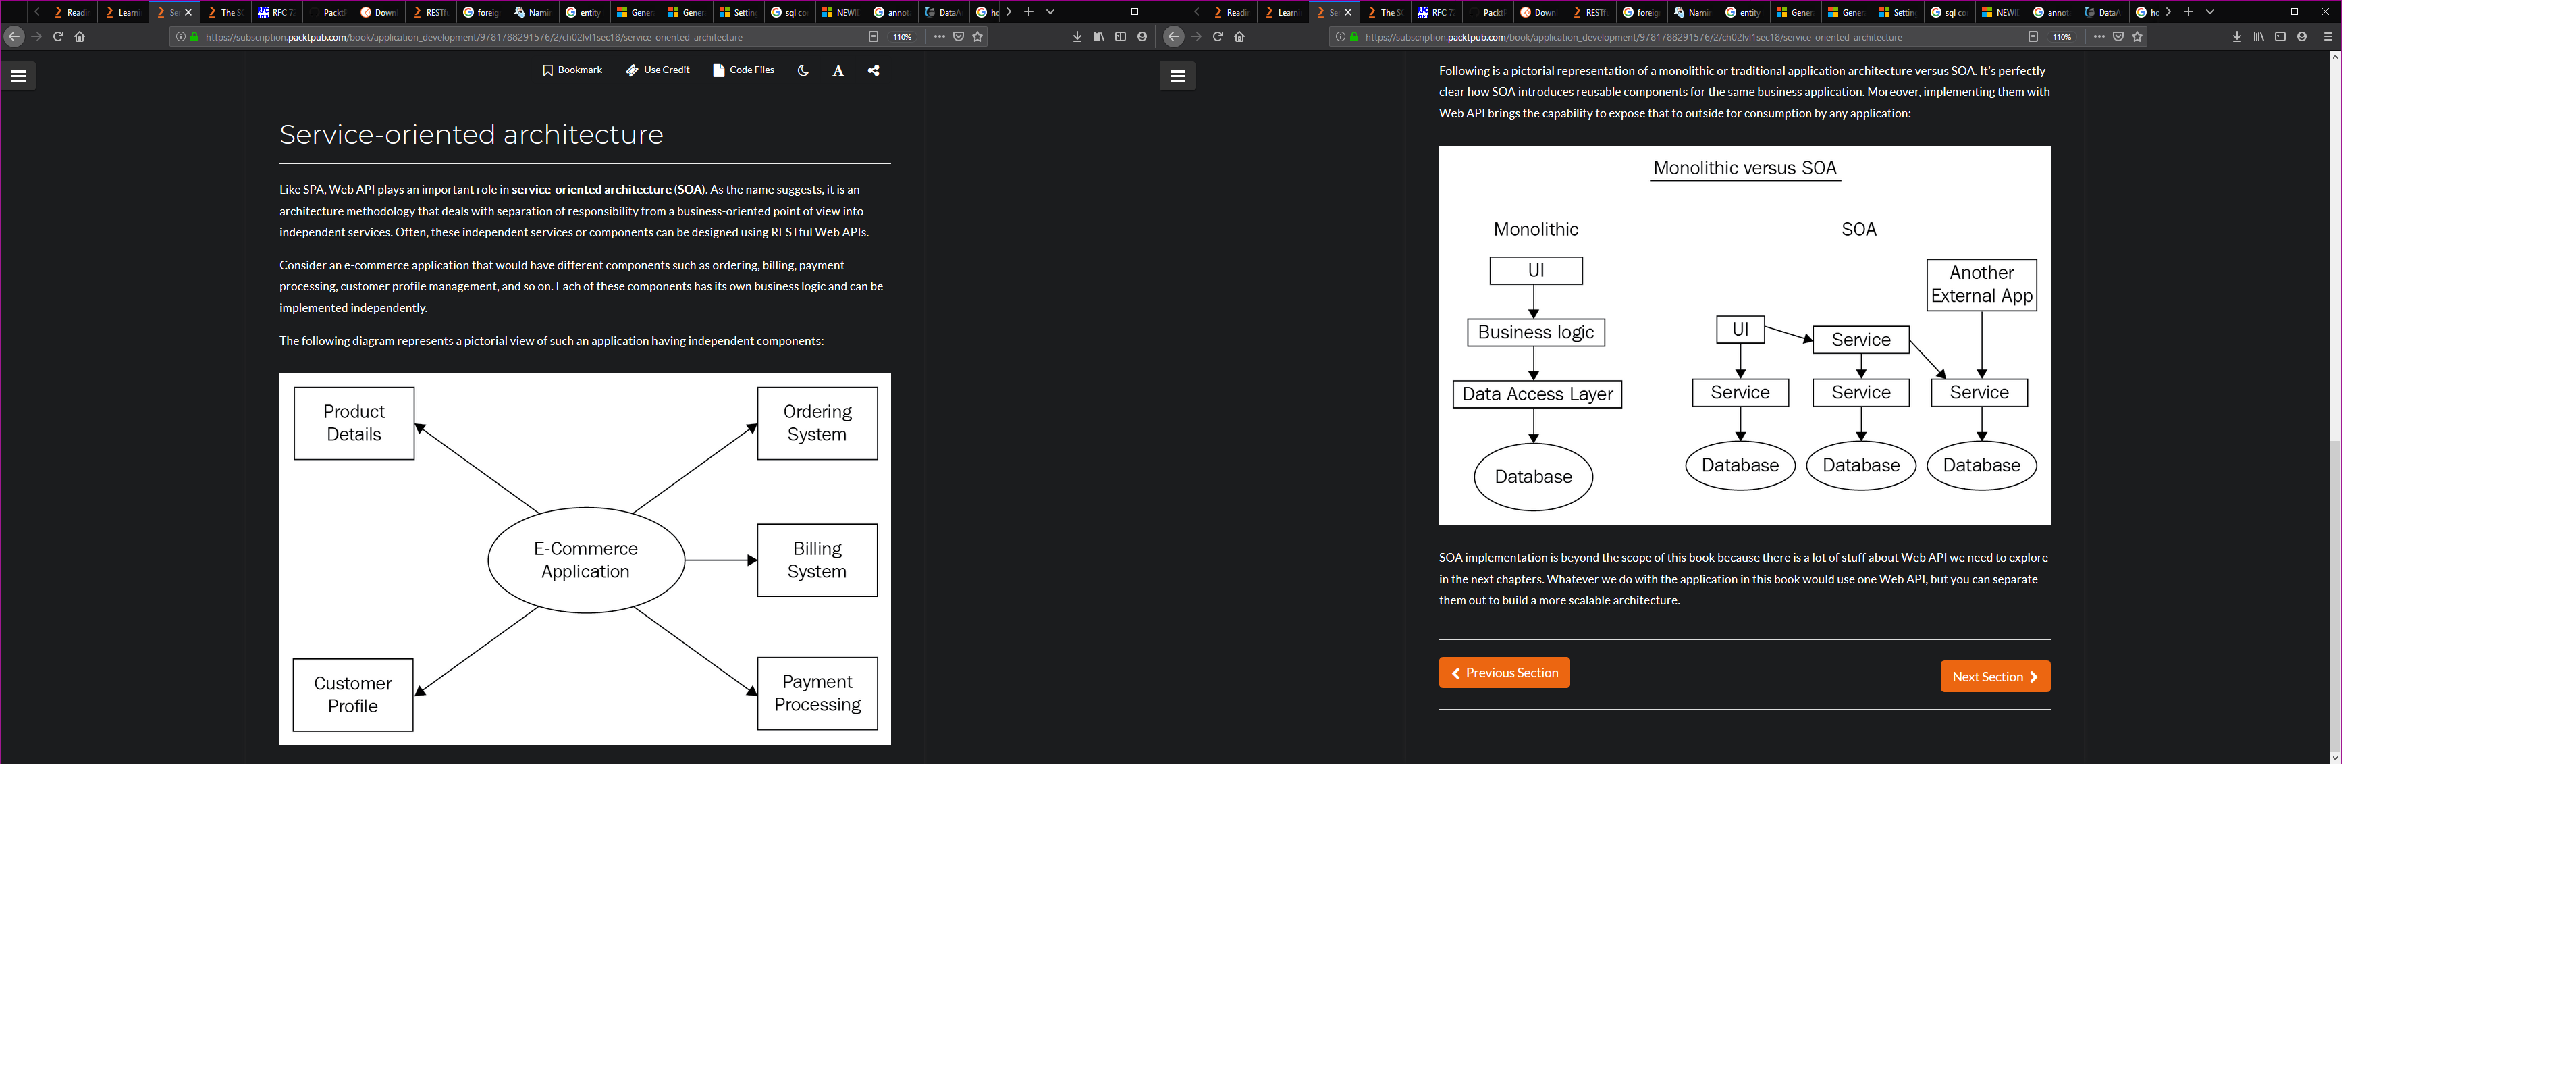 Readi
Learni
Se
The S
RFC 7
Packt
Down
RESTf
foreig
Namin
entity
Gener
Gener
Settin
sql co
NEWI
annot
DataA
ho
https://subscription.packtpub.com/book/application_development/9781788291576/2/ch02lvl1sec18/service-oriented-architecture
110%
Bookmark
Use Credit
Code Files
Service-oriented architecture
Like SPA, Web API plays an important role in service-oriented architecture (SOA). As the name suggests, it is an
architecture methodology that deals with separation of responsibility from a business-oriented point of view into
independent services. Often, these independent services or components can be designed using RESTful Web APIs.
Consider an e-commerce application that would have different components such as ordering, billing, payment
processing, customer profile management, and so on. Each of these components has its own business logic and can be
implemented independently.
The following diagram represents a pictorial view of such an application having independent components:
Product
Details
Ordering
System
E-Commerce
Application
Billing
System
Customer
Profile
Payment
Processing
Readi
Learni
Se
The S
RFC 7
Packt
Down
RESTf
foreig
Namin
entity
Gener
Gener
Settin
sql co
NEWI
annot
DataA
ho
https://subscription.packtpub.com/book/application_development/9781788291576/2/ch02lvl1sec18/service-oriented-architecture
110%
Following is a pictorial representation of a monolithic or traditional application architecture versus SOA. It's perfectly
clear how SOA introduces reusable components for the same business application. Moreover, implementing them with
Web API brings the capability to expose that to outside for consumption by any application:
Monolithic versus SOA
Monolithic
UI
Business logic
Data Access Layer
Database
SOA
Another
External App
UI
Service
Service
Service
Service
Database
Database
Database
SOA implementation is beyond the scope of this book because there is a lot of stuff about Web API we need to explore
in the next chapters. Whatever we do with the application in this book would use one Web API, but you can separate
them out to build a more scalable architecture.
Previous Section
Next Section